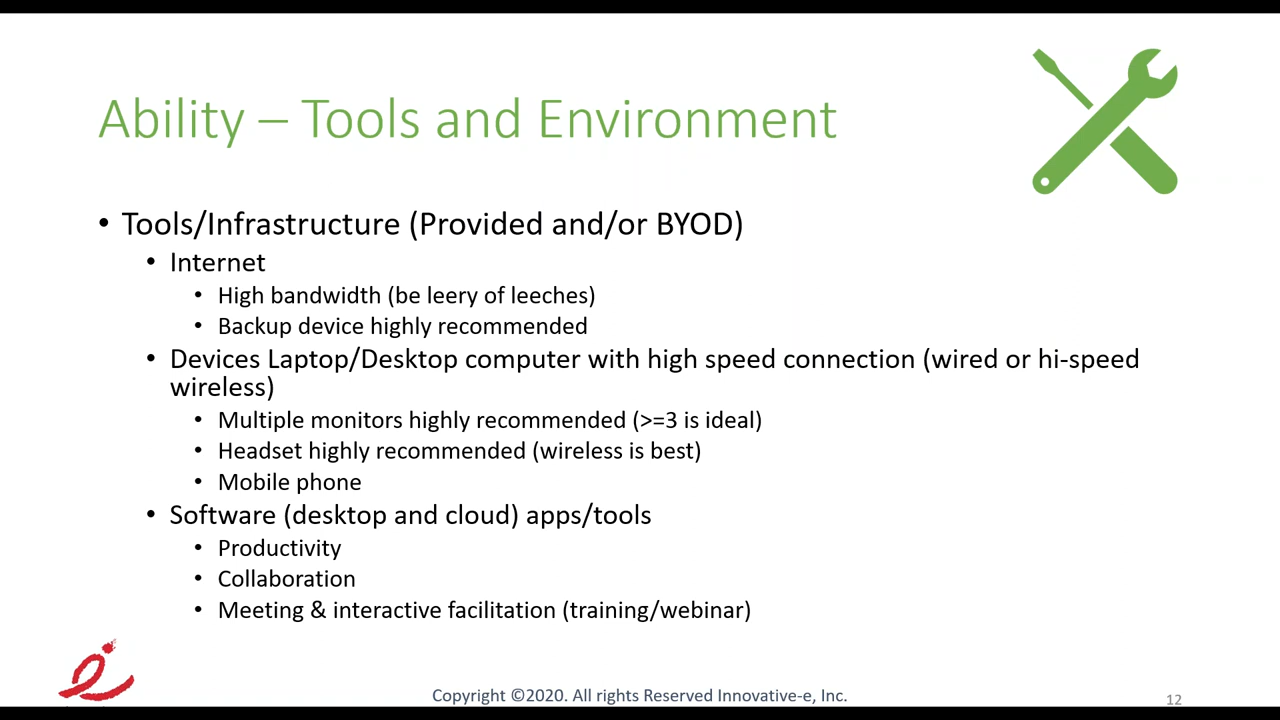 Ability – Tools and Environment
• Tools/Infrastructure (Provided and/or BYOD)
• Internet
• High bandwidth (be leery of leeches)
• Backup device highly recommended
• Devices Laptop/Desktop computer with high speed connection (wired or hi-speed
wireless)
• Multiple monitors highly recommended (>=3 is ideal)
• Headset highly recommended (wireless is best)
• Mobile phone
• Software (desktop and cloud) apps/tools
• Productivity
• Collaboration
• Meeting & interactive facilitation (training/webinar)
Copyright ©2020. All rights Reserved Innovative-e, Inc.
12